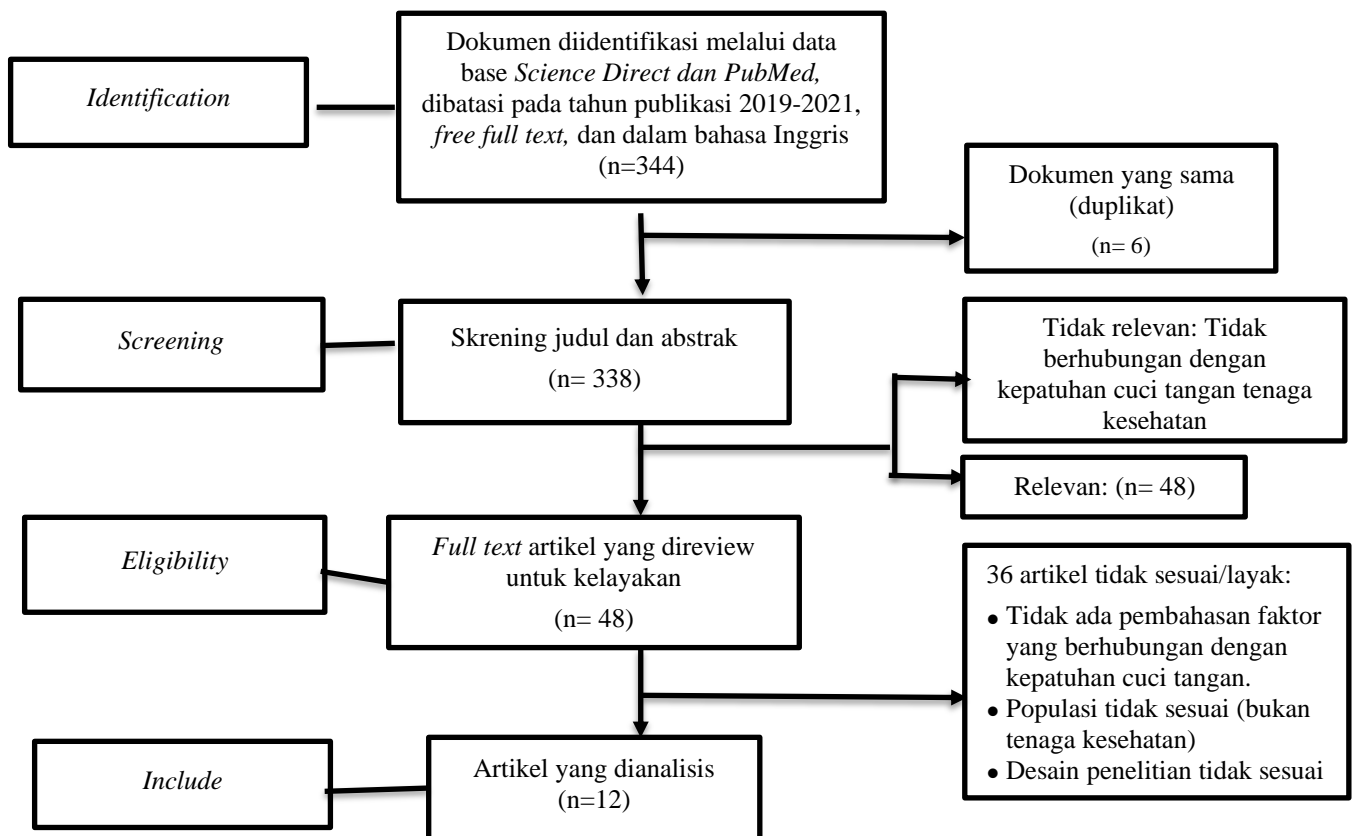 Identification
Dokumen diidentifikasi melalui data
base Science Direct dan PubMed,
dibatasi pada tahun publikasi 2019-2021,
free full text, dan dalam bahasa Inggris
(n=344)
Dokumen yang sama
(duplikat)
(n= 6)
Screening
Skrening judul dan abstrak
(n= 338)
Tidak relevan: Tidak
berhubungan dengan
kepatuhan cuci tangan tenaga
kesehatan
Relevan: (n= 48)
Eligibility
Full text artikel yang direview
untuk kelayakan
(n= 48)
36 artikel tidak sesuai/layak:
● Tidak ada pembahasan faktor
yang berhubungan dengan
kepatuhan cuci tangan.
● Populasi tidak sesuai (bukan
tenaga kesehatan)
● Desain penelitian tidak sesuai
Include
Artikel yang dianalisis
(n=12)